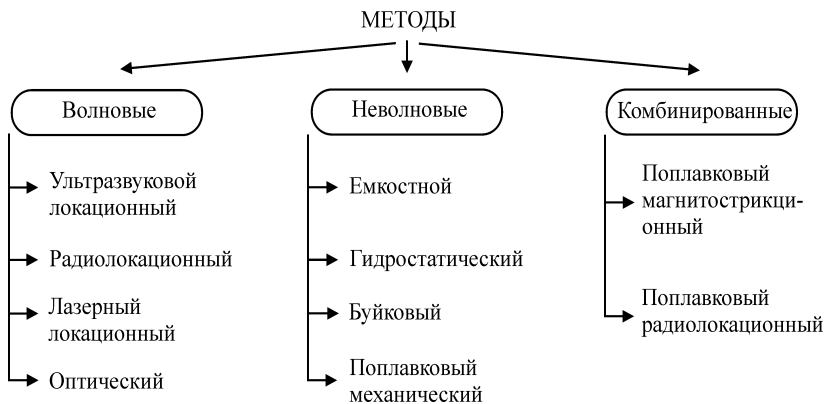 МЕТОДЫ
Волновые
Ультразвуковой
локационный
Радиолокационный
Лазерный
локационный
Оптический
Неволновые
Емкостной
Гидростатический
Буйковый
Поплавковый
механический
Комбинированные
Поплавковый
магнитострикци-
онный
Поплавковый
радиолокационный